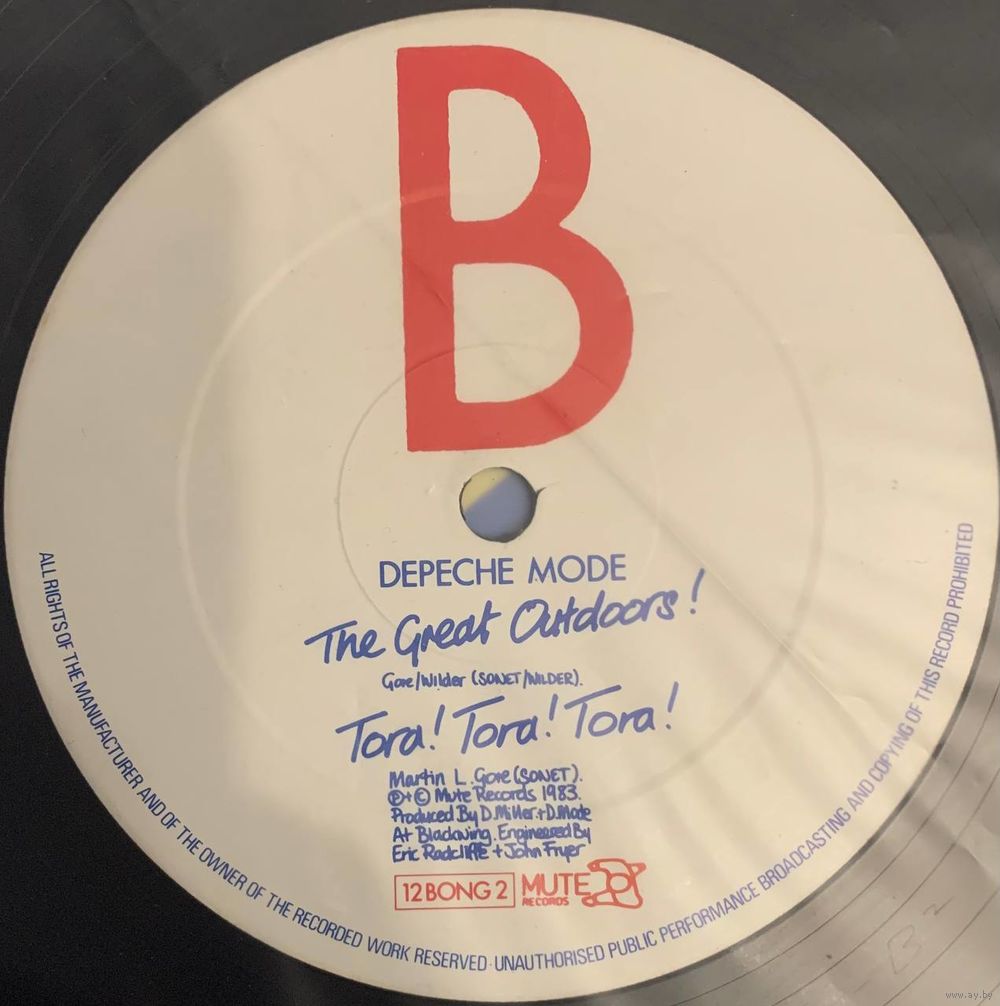 B
DEPECHE MODE
The Great Outdoors!
Gore/Wilder (SONET/WILDER).
Tora! Tora! Tora!
Martin L. Gore (SONET).
Ⓟ+© Mute Records 1983.
Produced By D.Miller+D.Mode
At Blackwing. Engineered By
Eric Radcliffe + John Fryer
12 BONG 2
MUTE
RECORDS
ALL RIGHTS OF THE MANUFACTURER AND OF THE OWNER OF THE RECORDED WORK RESERVED · UNAUTHORISED PUBLIC PERFORMANCE BROADCASTING AND COPYING OF THIS RECORD PROHIBITED
B 2
www.ay.by